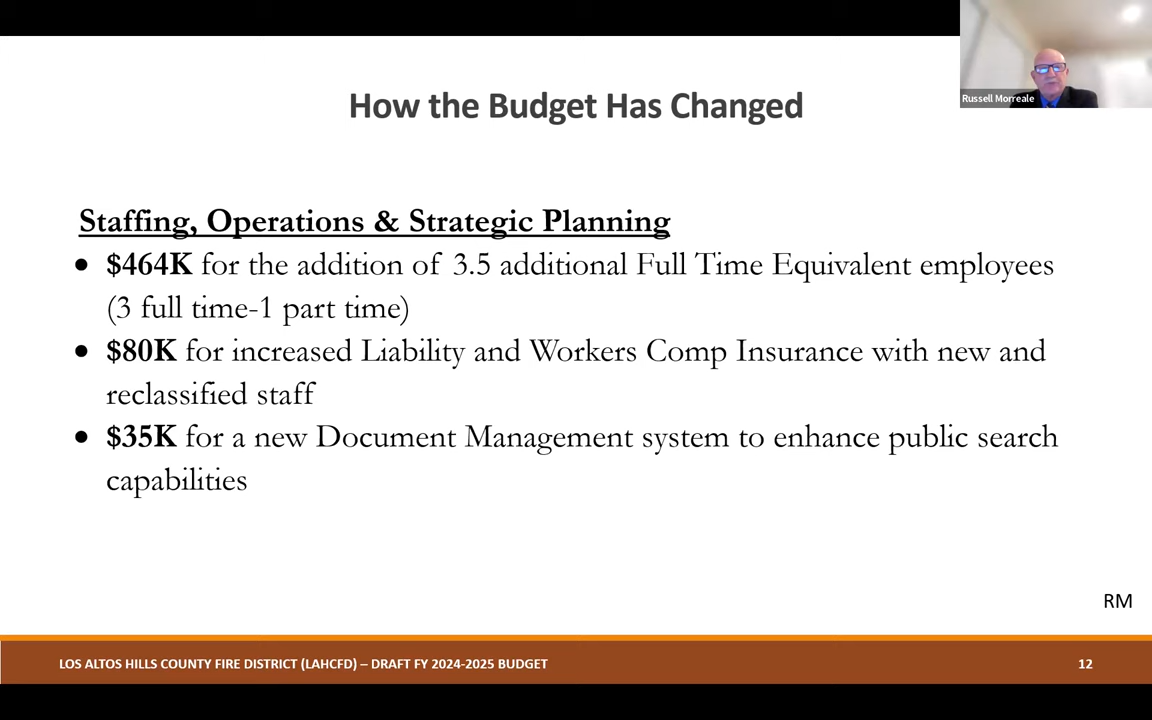 Russell Morreale
How the Budget Has Changed
Staffing, Operations & Strategic Planning
• $464K for the addition of 3.5 additional Full Time Equivalent employees
(3 full time-1 part time)
• $80K for increased Liability and Workers Comp Insurance with new and
reclassified staff
• $35K for a new Document Management system to enhance public search
capabilities
RM
LOS ALTOS HILLS COUNTY FIRE DISTRICT (LAHCFD) – DRAFT FY 2024-2025 BUDGET
12